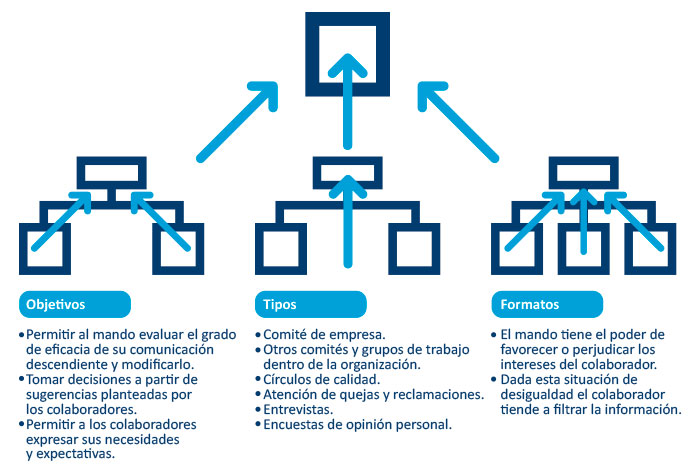 Objetivos
• Permitir al mando evaluar el grado
de eficacia de su comunicación
descendiente y modificarlo.
• Tomar decisiones a partir de
sugerencias planteadas por
los colaboradores.
• Permitir a los colaboradores
expresar sus necesidades
y expectativas.
Tipos
• Comité de empresa.
• Otros comités y grupos de trabajo
dentro de la organización.
• Círculos de calidad.
• Atención de quejas y reclamaciones.
• Entrevistas.
• Encuestas de opinión personal.
Formatos
• El mando tiene el poder de
favorecer o perjudicar los
intereses del colaborador.
• Dada esta situación de
desigualdad el colaborador
tiende a filtrar la información.